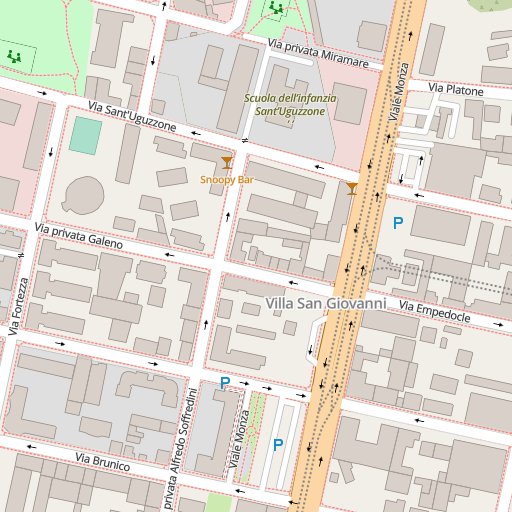 Via privata Miramare
Viale Monza
Via Platone
Scuola dell'infanzia
Sant'Uguzzone
Via Sant'Uguzzone
Snoopy Bar
P
Via privata Galeno
Via Fortezza
Villa San Giovanni
Via Empedocle
P
privata Alfredo Soffredini
Viale Monza
P
Via Brunico